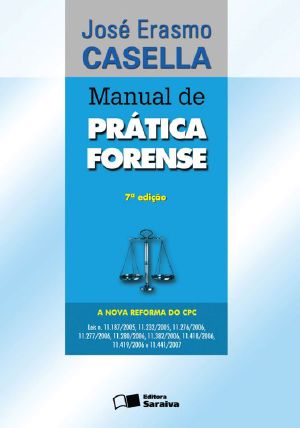 José Erasmo
CASELLA
Manual de
PRÁTICA
FORENSE
7ª edição
A NOVA REFORMA DO CPC
Leis n. 11.187/2005, 11.232/2005, 11.276/2006,
11.277/2006, 11.280/2006, 11.382/2006, 11.418/2006,
11.419/2006 e 11.441/2007
Editora
Saraiva